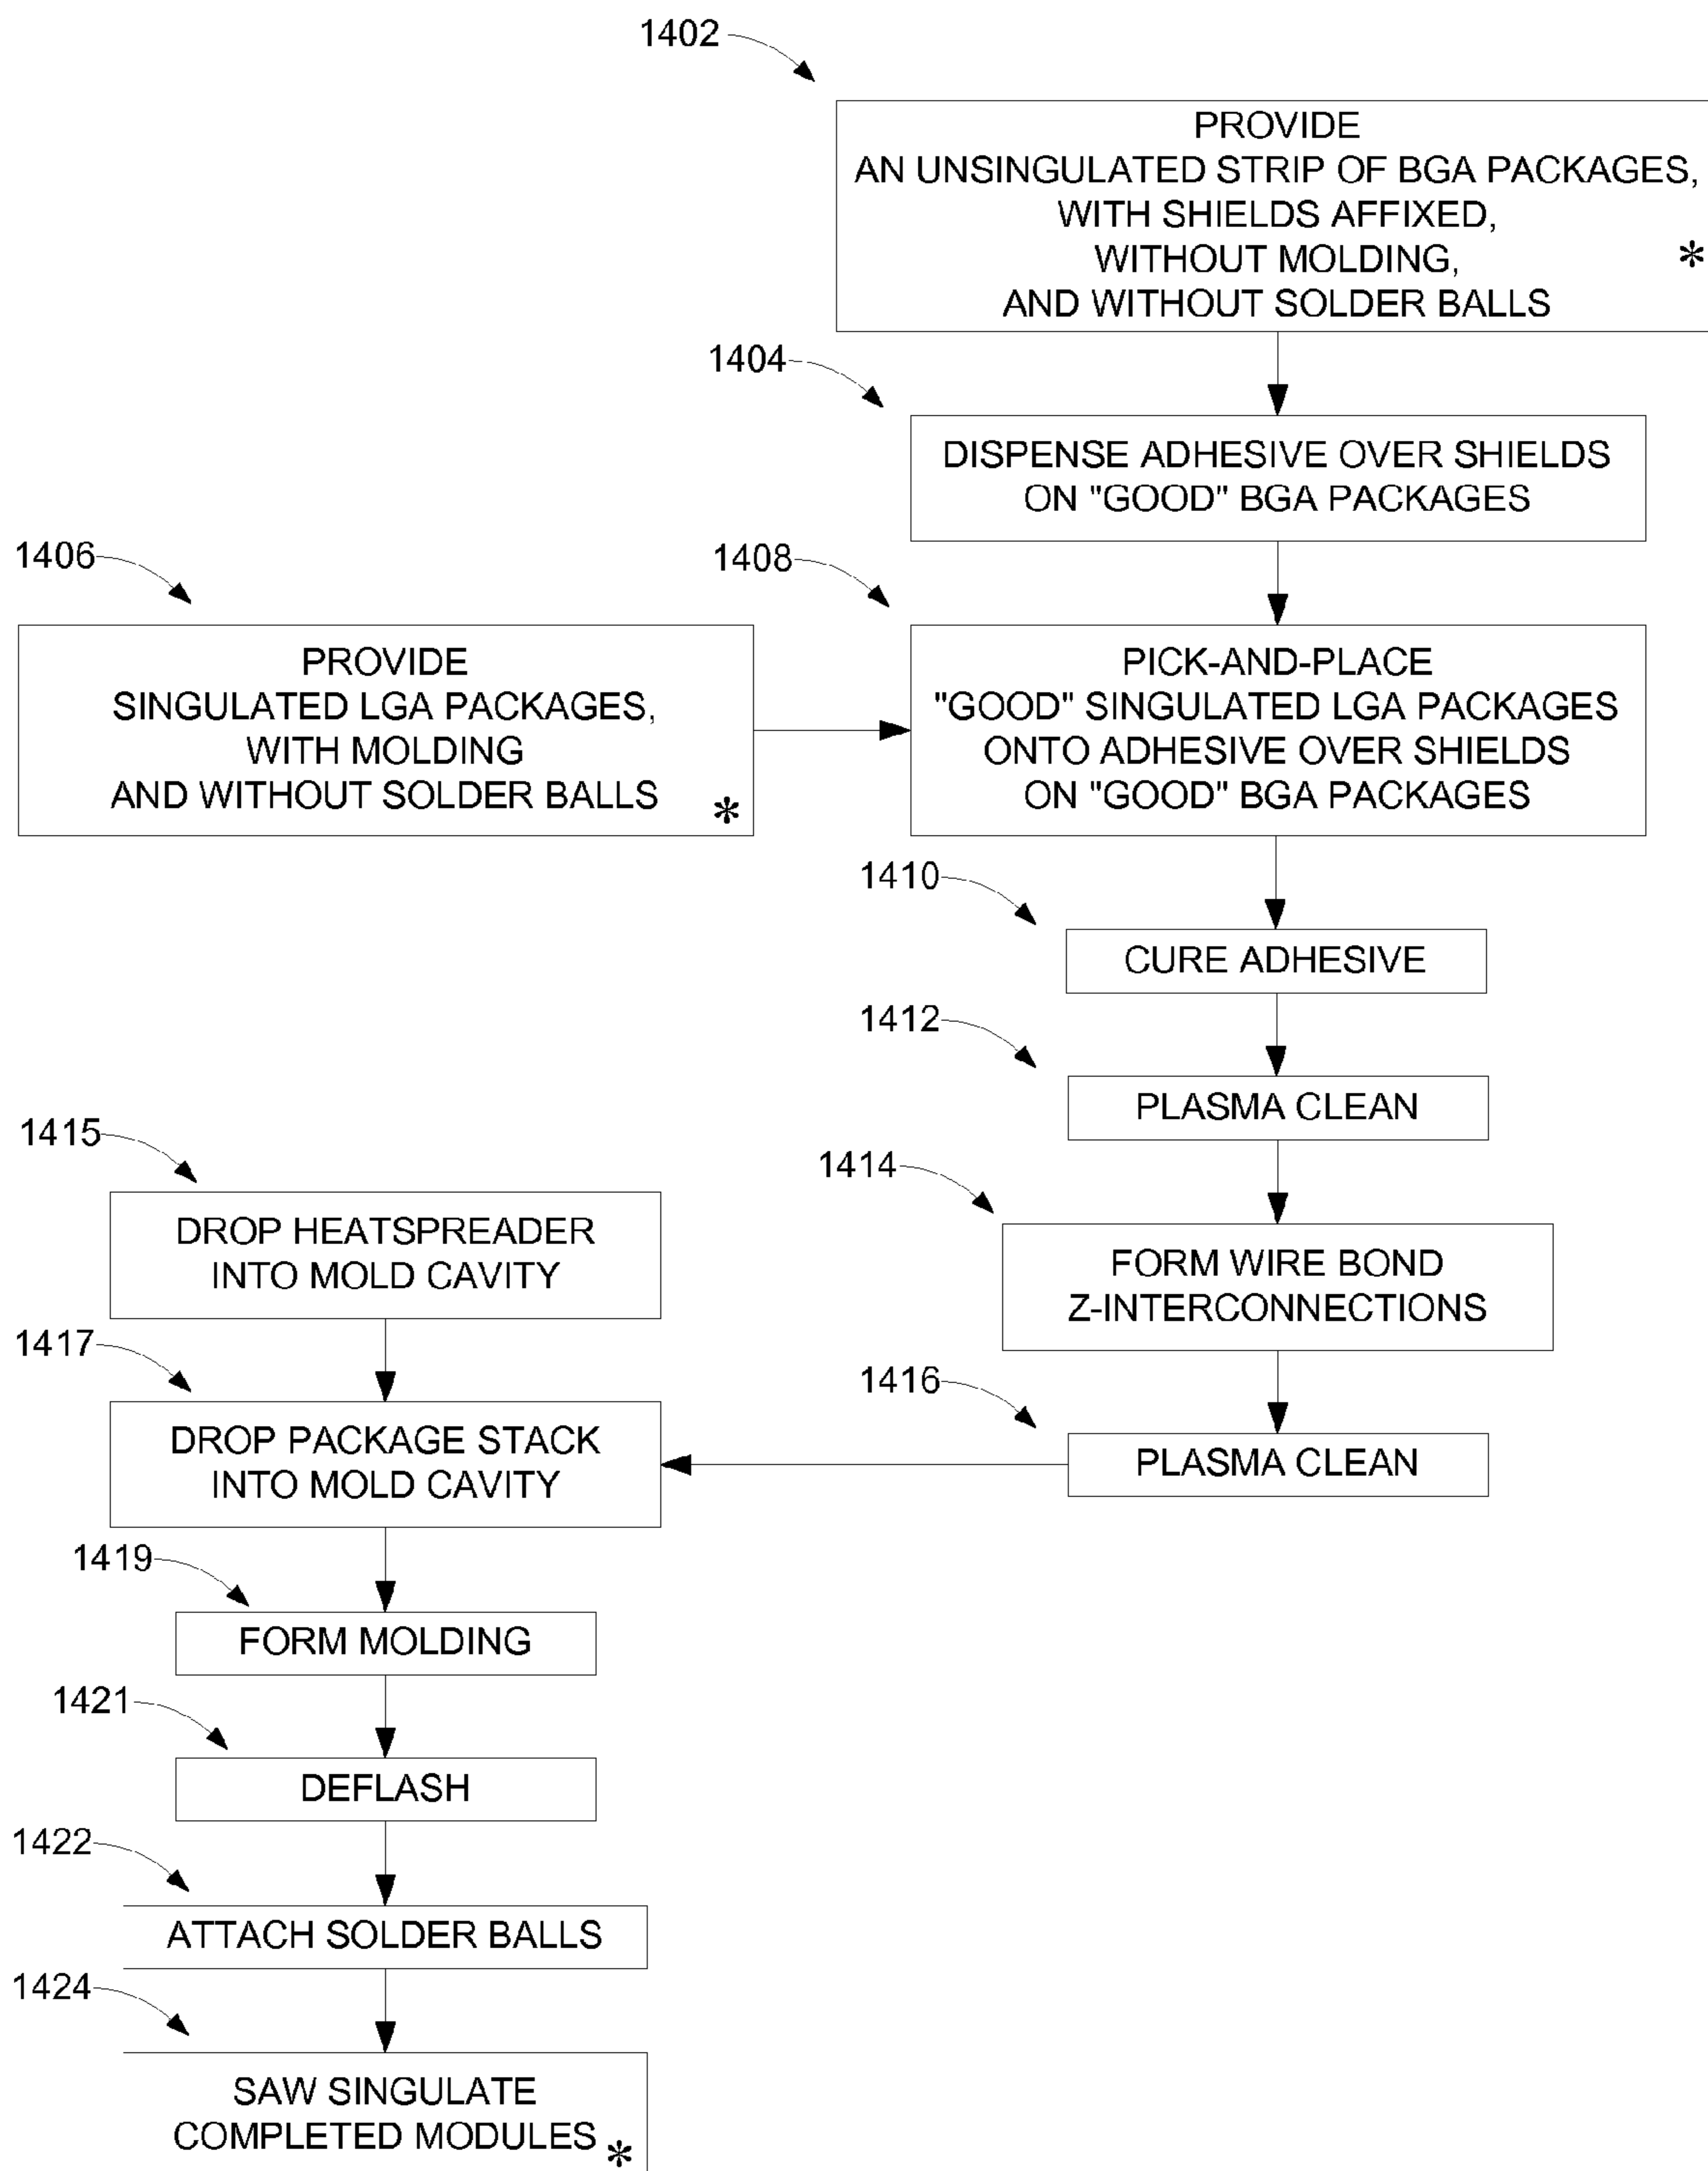 1402
PROVIDE
AN UNSINGULATED STRIP OF BGA PACKAGES,
WITH SHIELDS AFFIXED,
WITHOUT MOLDING,
AND WITHOUT SOLDER BALLS
*
1404
DISPENSE ADHESIVE OVER SHIELDS
ON "GOOD" BGA PACKAGES
1406
PROVIDE
SINGULATED LGA PACKAGES,
WITH MOLDING
AND WITHOUT SOLDER BALLS
*
1408
PICK-AND-PLACE
"GOOD" SINGULATED LGA PACKAGES
ONTO ADHESIVE OVER SHIELDS
ON "GOOD" BGA PACKAGES
1410
CURE ADHESIVE
1412
PLASMA CLEAN
1414
FORM WIRE BOND
Z-INTERCONNECTIONS
1416
PLASMA CLEAN
1415
DROP HEATSPREADER
INTO MOLD CAVITY
1417
DROP PACKAGE STACK
INTO MOLD CAVITY
1419
FORM MOLDING
1421
DEFLASH
1422
ATTACH SOLDER BALLS
1424
SAW SINGULATE
COMPLETED MODULES
*